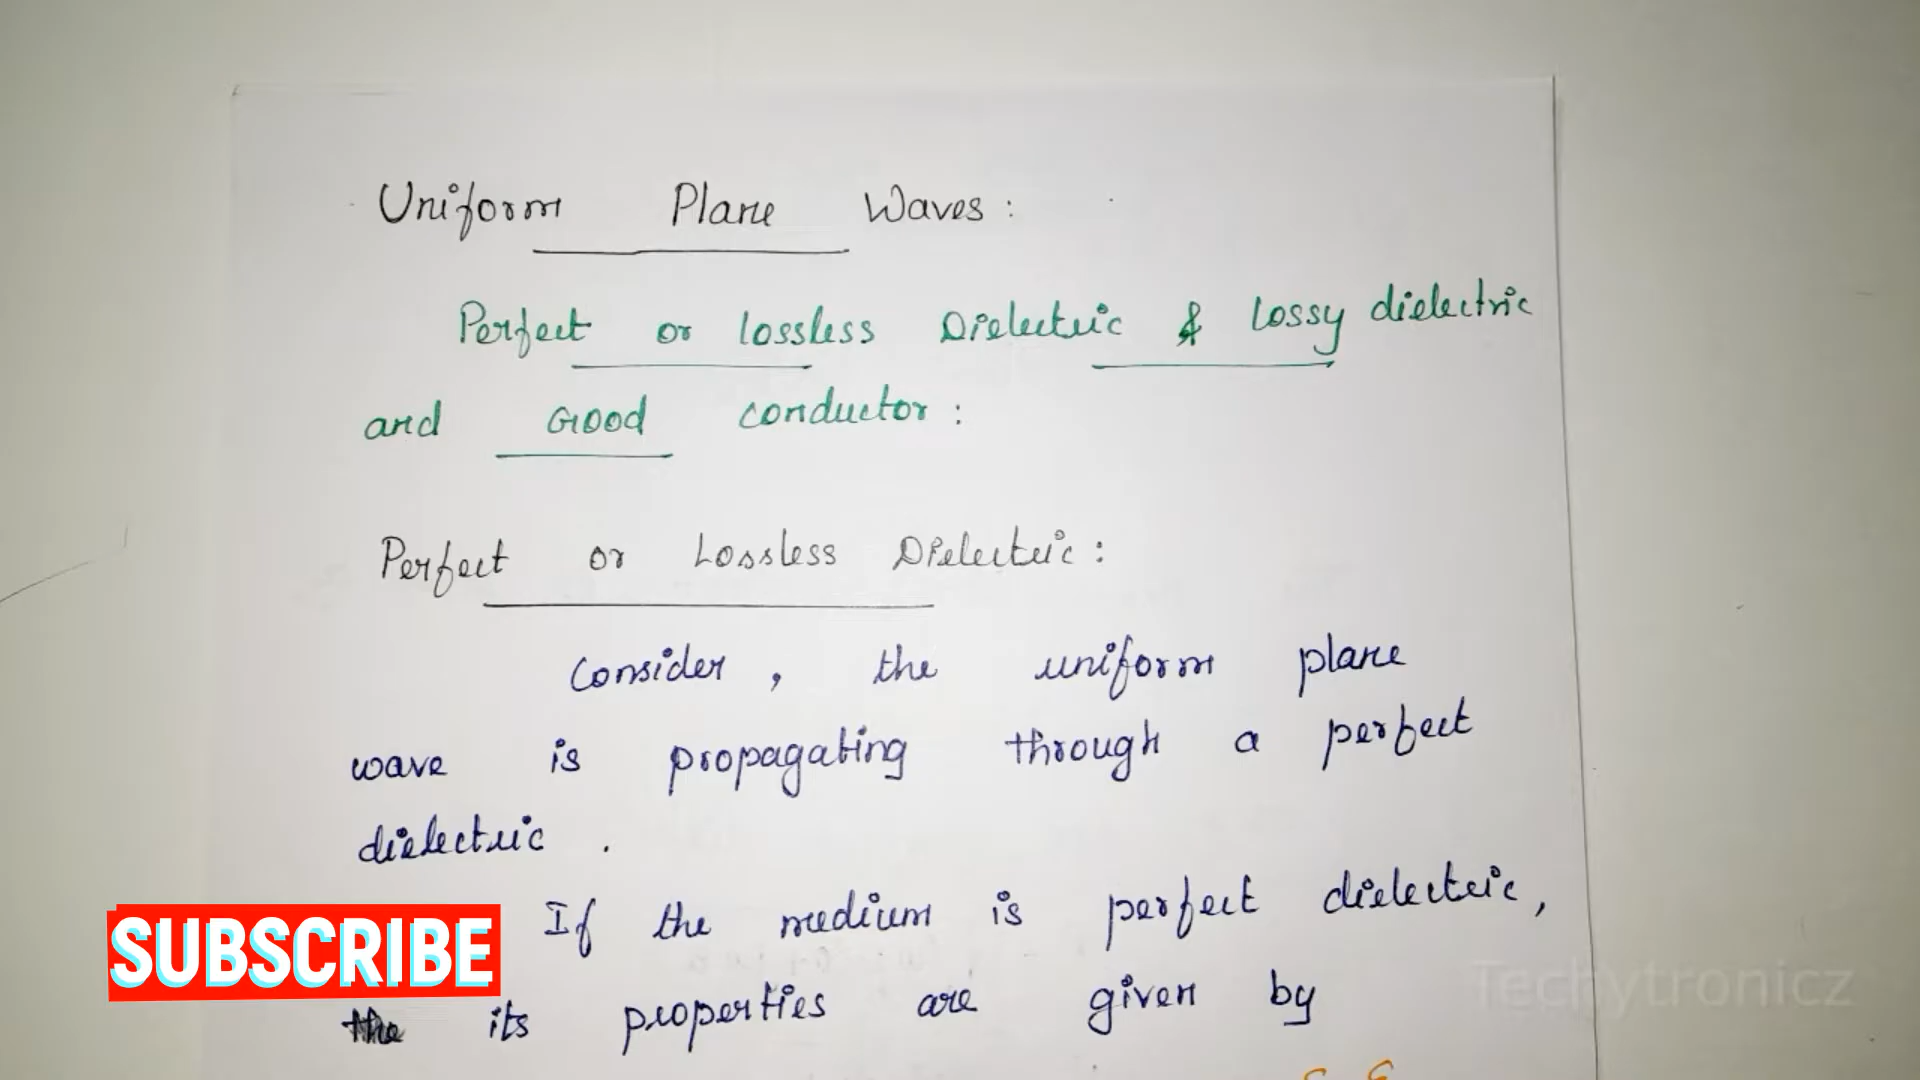 Uniform Plane Waves:
Perfect or lossless Dielectric & lossy dielectric
and Good conductor:
Perfect or Lossless Dielectric:
Consider, the uniform plane
wave is propagating through a perfect
dielectric.
If the medium is perfect dielectric,
its properties are given by
SUBSCRIBE
Techytronicz